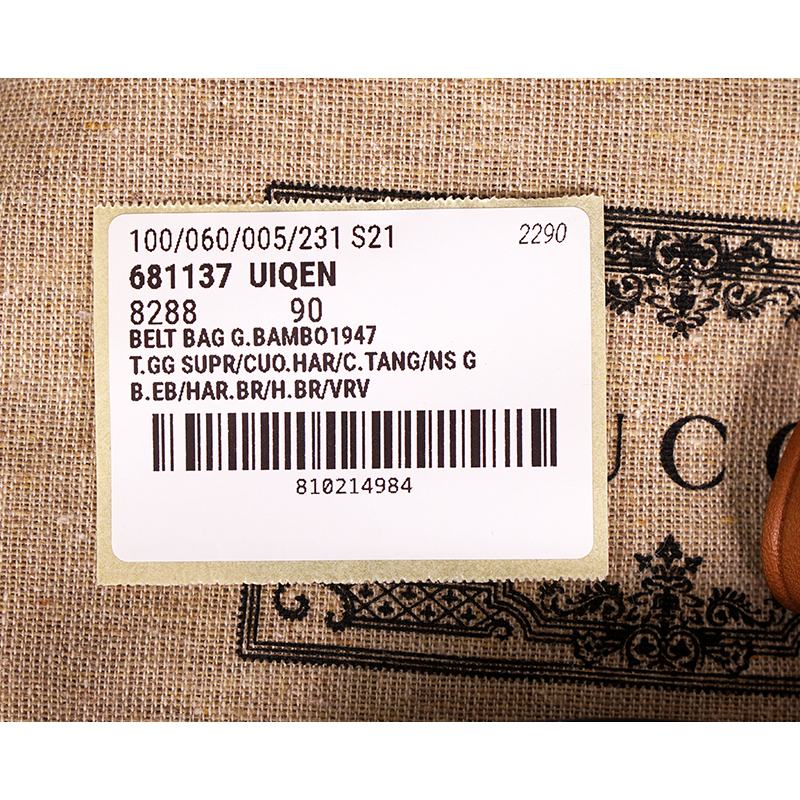 100/060/005/231 S21 2290
681137 UIQEN
8288 90
BELT BAG G.BAMBO1947
T.GG SUPR/CUO.HAR/C.TANG/NS G
B.EB/HAR.BR/H.BR/VRV
810214984
UCC